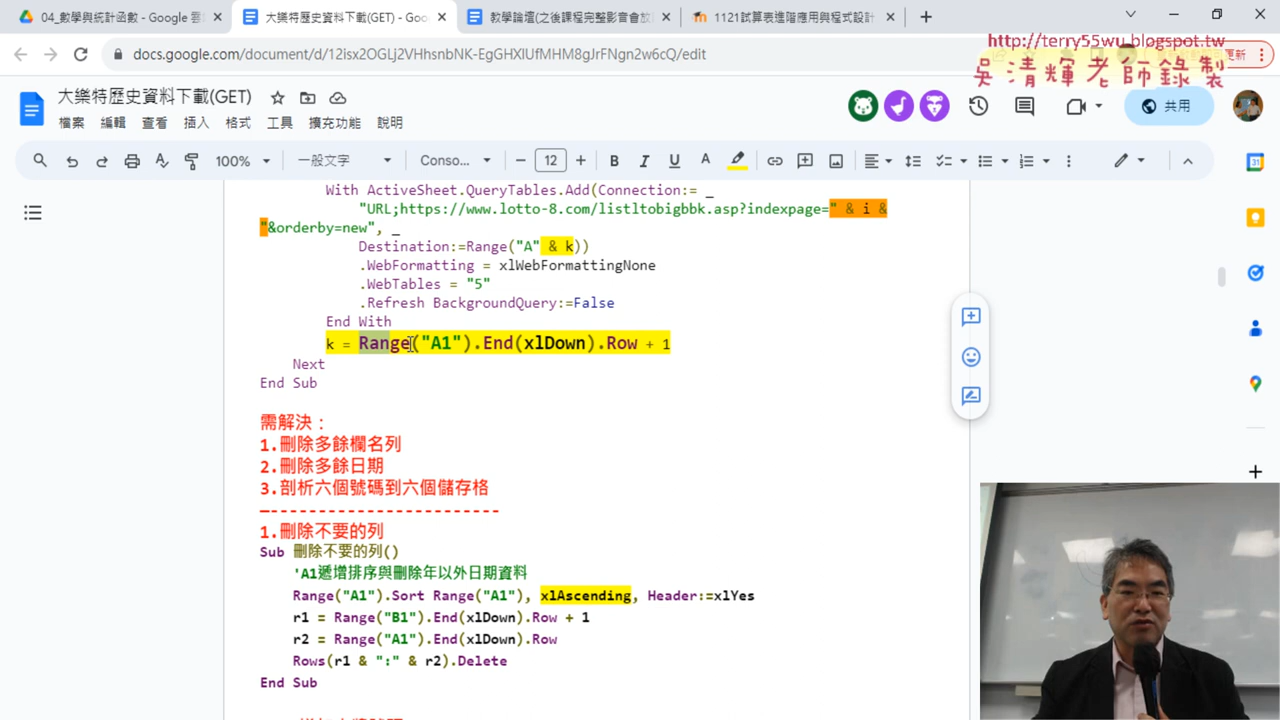 04_數學與統計函數 - Google 雲
大樂特歷史資料下載(GET) - Goo
教學論壇(之後課程完整影音會放
1121試算表進階應用與程式設計
docs.google.com/document/d/12isx2OGLj2VHhsnbNK-EgGHXlUfMHM8gJrFNgn2w6cQ/edit
http://terry55wu.blogspot.tw
更新
吳清輝老師錄製
大樂特歷史資料下載(GET)
共用
檔案 編輯 查看 插入 格式 工具 擴充功能 說明
100% 一般文字 Conso... 12 B I U A
With ActiveSheet.QueryTables.Add(Connection:= _
"URL;https://www.lotto-8.com/listltobigbbk.asp?indexpage=" & i &
"&orderby=new", _
Destination:=Range("A" & k))
.WebFormatting = xlWebFormattingNone
.WebTables = "5"
.Refresh BackgroundQuery:=False
End With
k = Range("A1").End(xlDown).Row + 1
Next
End Sub
需解決：
1.刪除多餘欄名列
2.刪除多餘日期
3.剖析六個號碼到六個儲存格
—-----------------------
1.刪除不要的列
Sub 刪除不要的列()
'A1遞增排序與刪除年以外日期資料
Range("A1").Sort Range("A1"), xlAscending, Header:=xlYes
r1 = Range("B1").End(xlDown).Row + 1
r2 = Range("A1").End(xlDown).Row
Rows(r1 & ":" & r2).Delete
End Sub